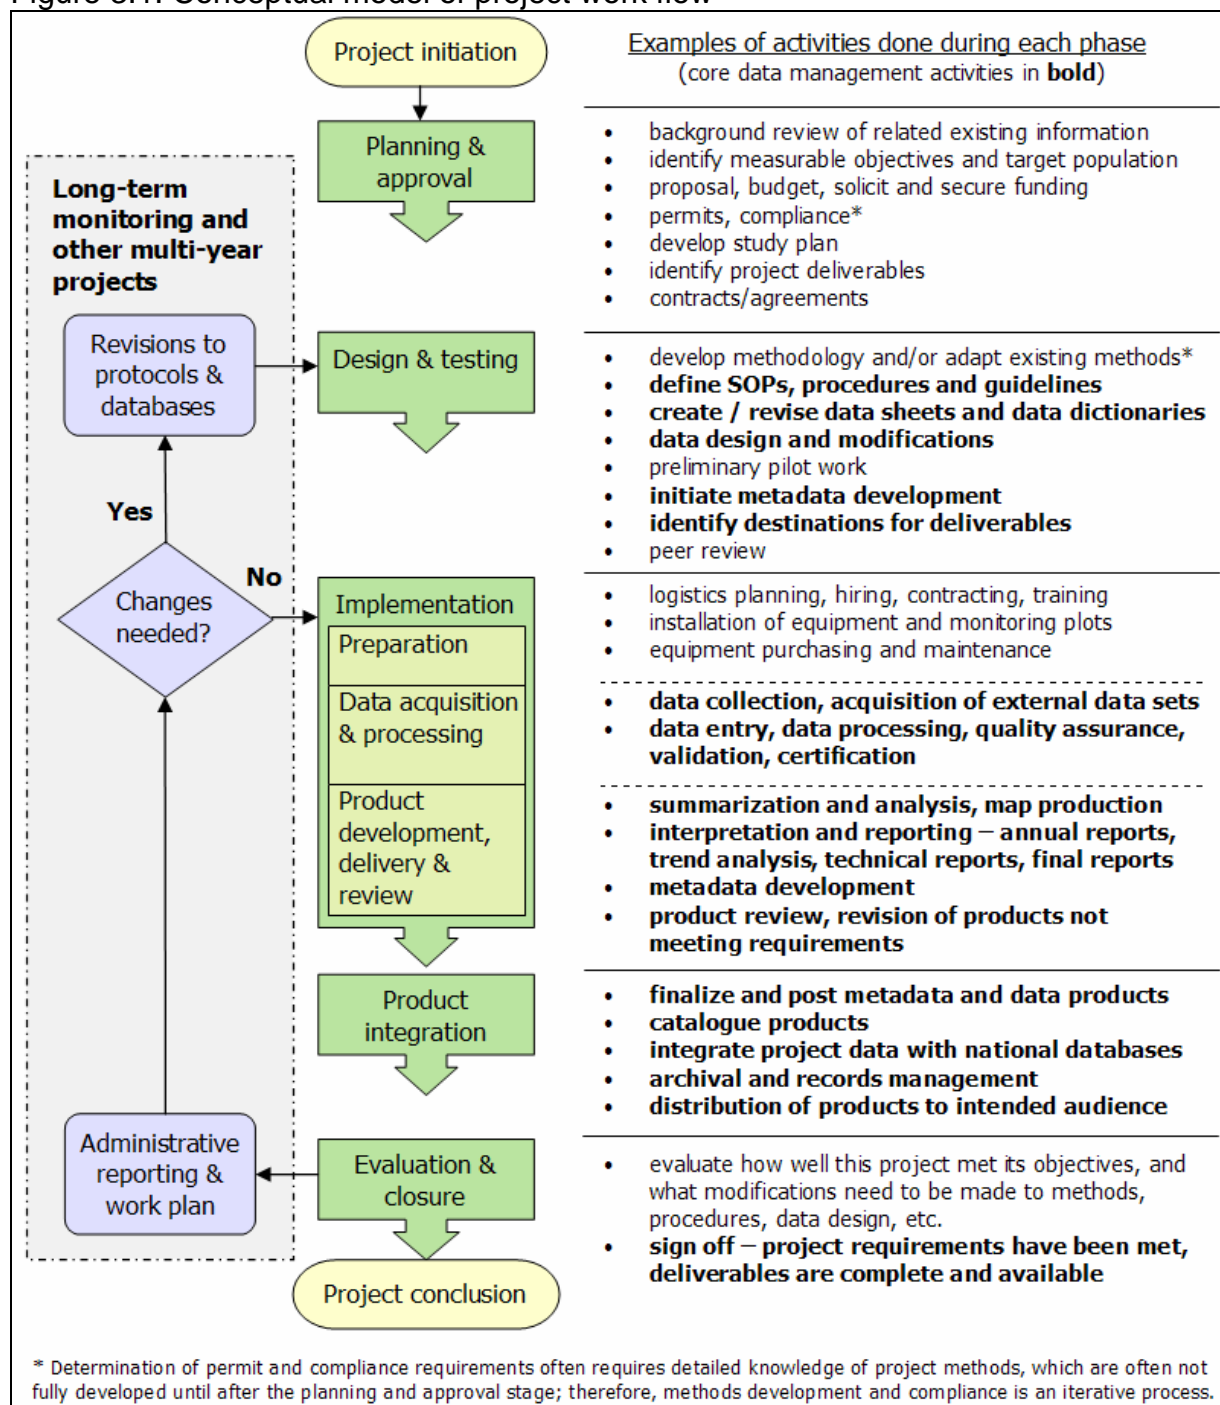 Project initiation
Examples of activities done during each phase
(core data management activities in bold)
Planning &
approval
• background review of related existing information
• identify measurable objectives and target population
• proposal, budget, solicit and secure funding
• permits, compliance*
• develop study plan
• identify project deliverables
• contracts/agreements
Long-term
monitoring and
other multi-year
projects
Revisions to
protocols &
databases
Design & testing
• develop methodology and/or adapt existing methods*
• define SOPs, procedures and guidelines
• create / revise data sheets and data dictionaries
• data design and modifications
• preliminary pilot work
• initiate metadata development
• identify destinations for deliverables
• peer review
Yes
No
Changes
needed?
Implementation
Preparation
• logistics planning, hiring, contracting, training
• installation of equipment and monitoring plots
• equipment purchasing and maintenance
Data acquisition
& processing
• data collection, acquisition of external data sets
• data entry, data processing, quality assurance,
validation, certification
Product
development,
delivery &
review
• summarization and analysis, map production
• interpretation and reporting – annual reports,
trend analysis, technical reports, final reports
• metadata development
• product review, revision of products not
meeting requirements
Product
integration
• finalize and post metadata and data products
• catalogue products
• integrate project data with national databases
• archival and records management
• distribution of products to intended audience
Administrative
reporting &
work plan
Evaluation &
closure
• evaluate how well this project met its objectives, and
what modifications need to be made to methods,
procedures, data design, etc.
• sign off – project requirements have been met,
deliverables are complete and available
Project conclusion
* Determination of permit and compliance requirements often requires detailed knowledge of project methods, which are often not
fully developed until after the planning and approval stage; therefore, methods development and compliance is an iterative process.